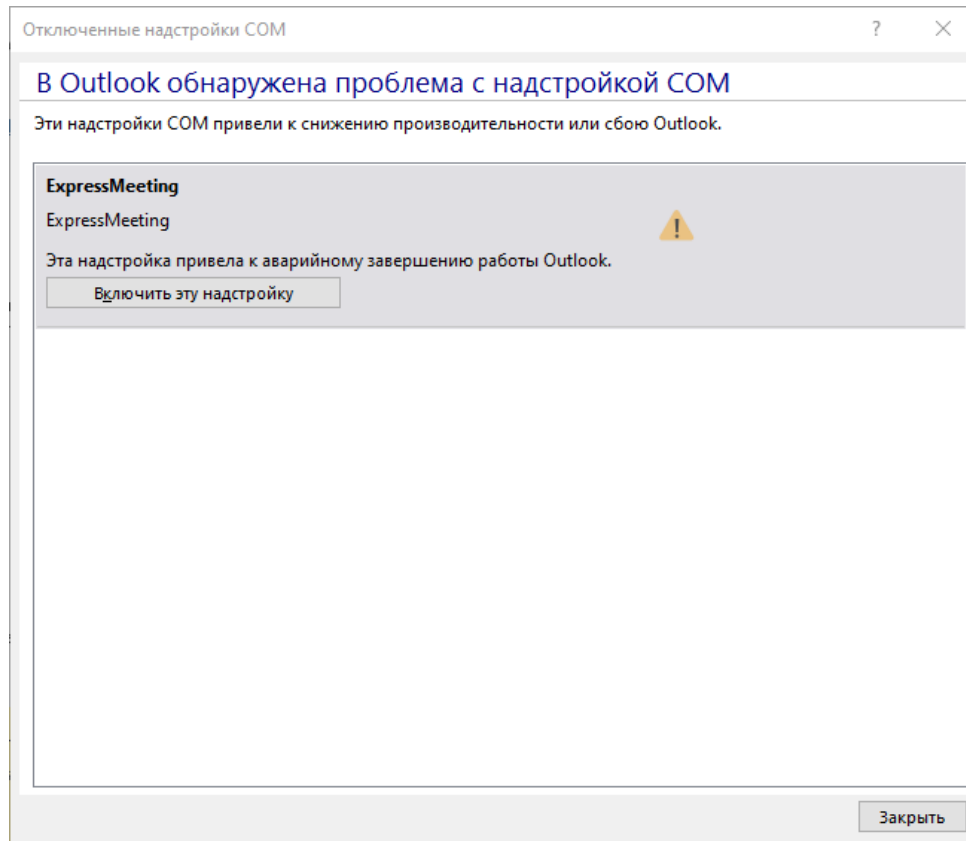 Отключенные надстройки COM
В Outlook обнаружена проблема с надстройкой COM
Эти надстройки COM привели к снижению производительности или сбою Outlook.
ExpressMeeting
ExpressMeeting
Эта надстройка привела к аварийному завершению работы Outlook.
Включить эту надстройку
Закрыть